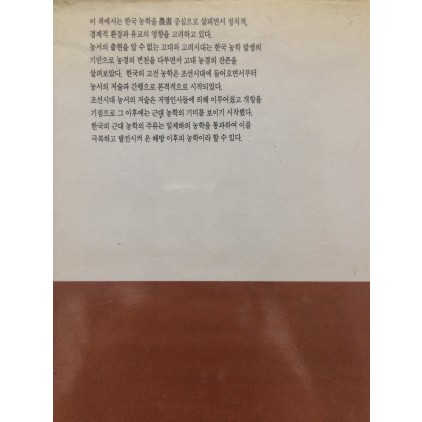 이 책에서는 한국 농학을 農書 중심으로 살피면서 정치적,
경제적 환경과 유교의 영향을 고려하고 있다.
농서의 출현을 알 수 없는 고대와 고려시대는 한국 농학 발생의
기반으로 농경의 변천을 다루면서 고대 농경의 잔존을
살펴보았다. 한국의 고전 농학은 조선시대에 들어오면서부터
농서의 저술과 간행으로 본격적으로 시작되었다.
조선시대 농서의 저술은 저명인사들에 의해 이루어졌고 개항을
기점으로 그 이후에는 근대 농학의 기미를 보이기 시작했다.
한국의 근대 농학의 주류는 일제하의 농학을 통과하여 이를
극복하고 발전시켜 온 해방 이후의 농학이라 할 수 있다.